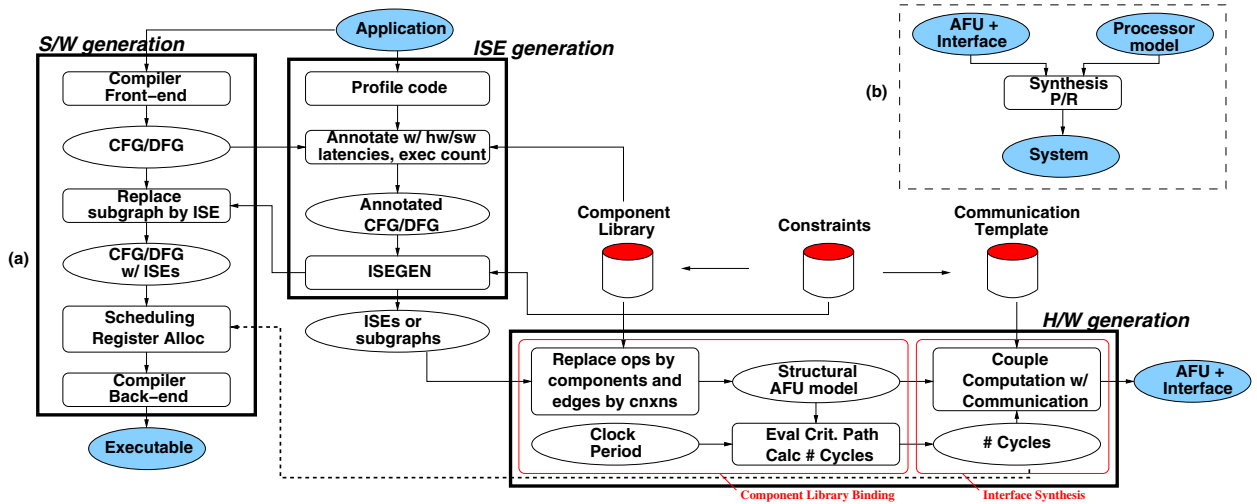 S/W generation
Application
ISE generation
Compiler
Front-end
CFG/DFG
Replace
subgraph by ISE
CFG/DFG
w/ ISEs
Scheduling
Register Alloc
Compiler
Back-end
Executable
(a)
Profile code
Annotate w/ hw/sw
latencies, exec count
Annotated
CFG/DFG
ISEGEN
ISEs or
subgraphs
Component
Library
Constraints
Communication
Template
AFU +
Interface
Processor
model
(b)
Synthesis
P/R
System
H/W generation
Replace ops by
components and
edges by cnxns
Structural
AFU model
Couple
Computation w/
Communication
AFU +
Interface
Clock
Period
Eval Crit. Path
Calc # Cycles
# Cycles
Component Library Binding
Interface Synthesis